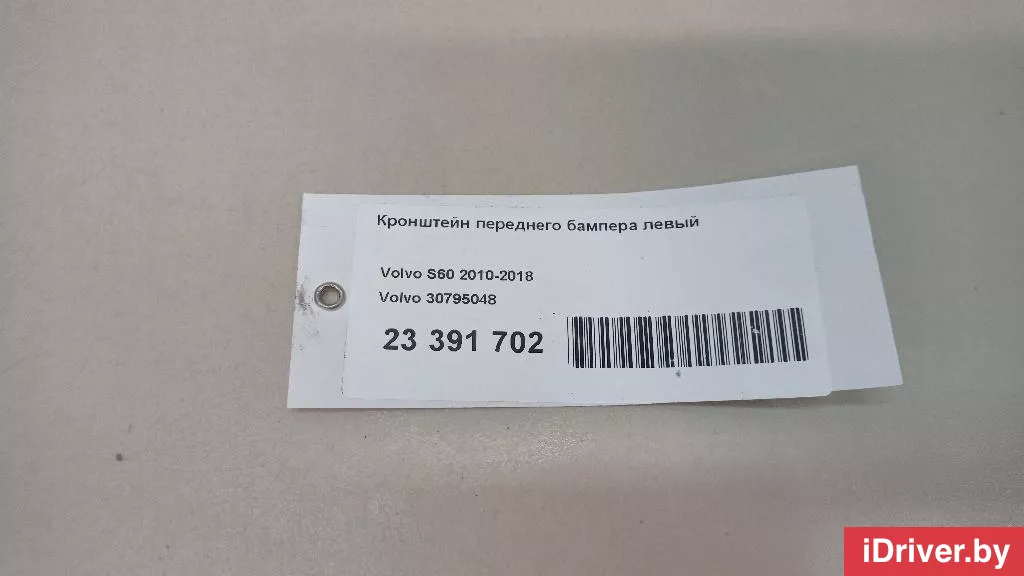 Кронштейн переднего бампера левый
Volvo S60 2010-2018
Volvo 30795048
23 391 702
iDriver.by